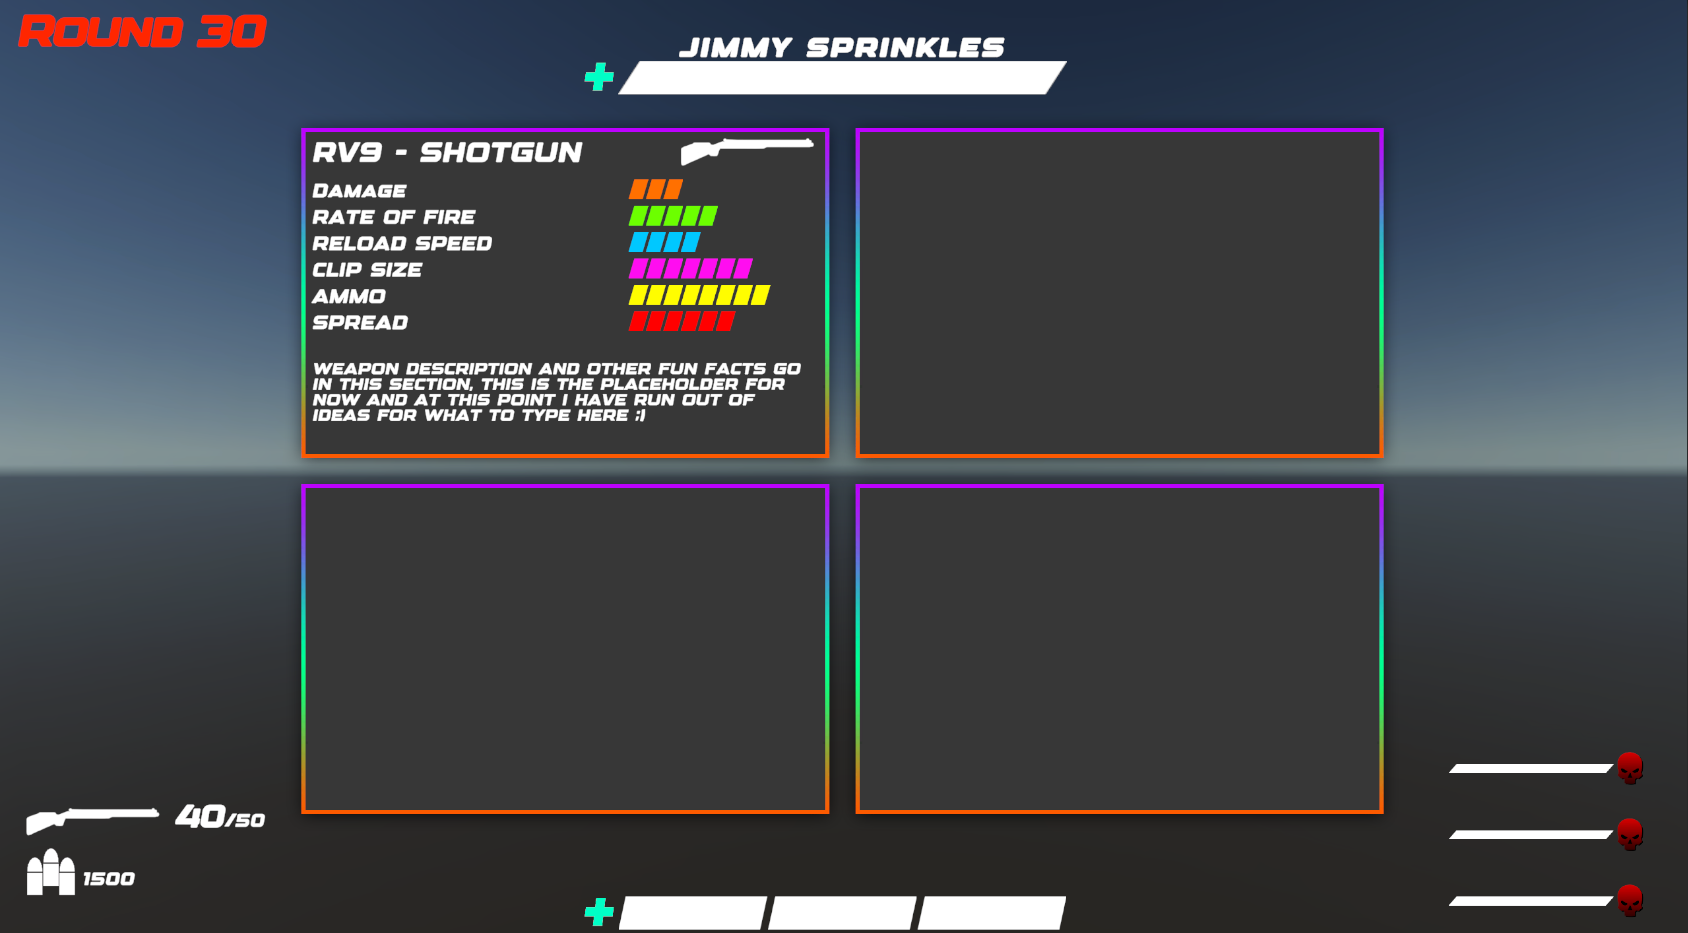 ROUND 30
JIMMY SPRINKLES
RV9 - SHOTGUN
DAMAGE
RATE OF FIRE
RELOAD SPEED
CLIP SIZE
AMMO
SPREAD
WEAPON DESCRIPTION AND OTHER FUN FACTS GO
IN THIS SECTION, THIS IS THE PLACEHOLDER FOR
NOW AND AT THIS POINT I HAVE RUN OUT OF
IDEAS FOR WHAT TO TYPE HERE ;)
40/50
1500